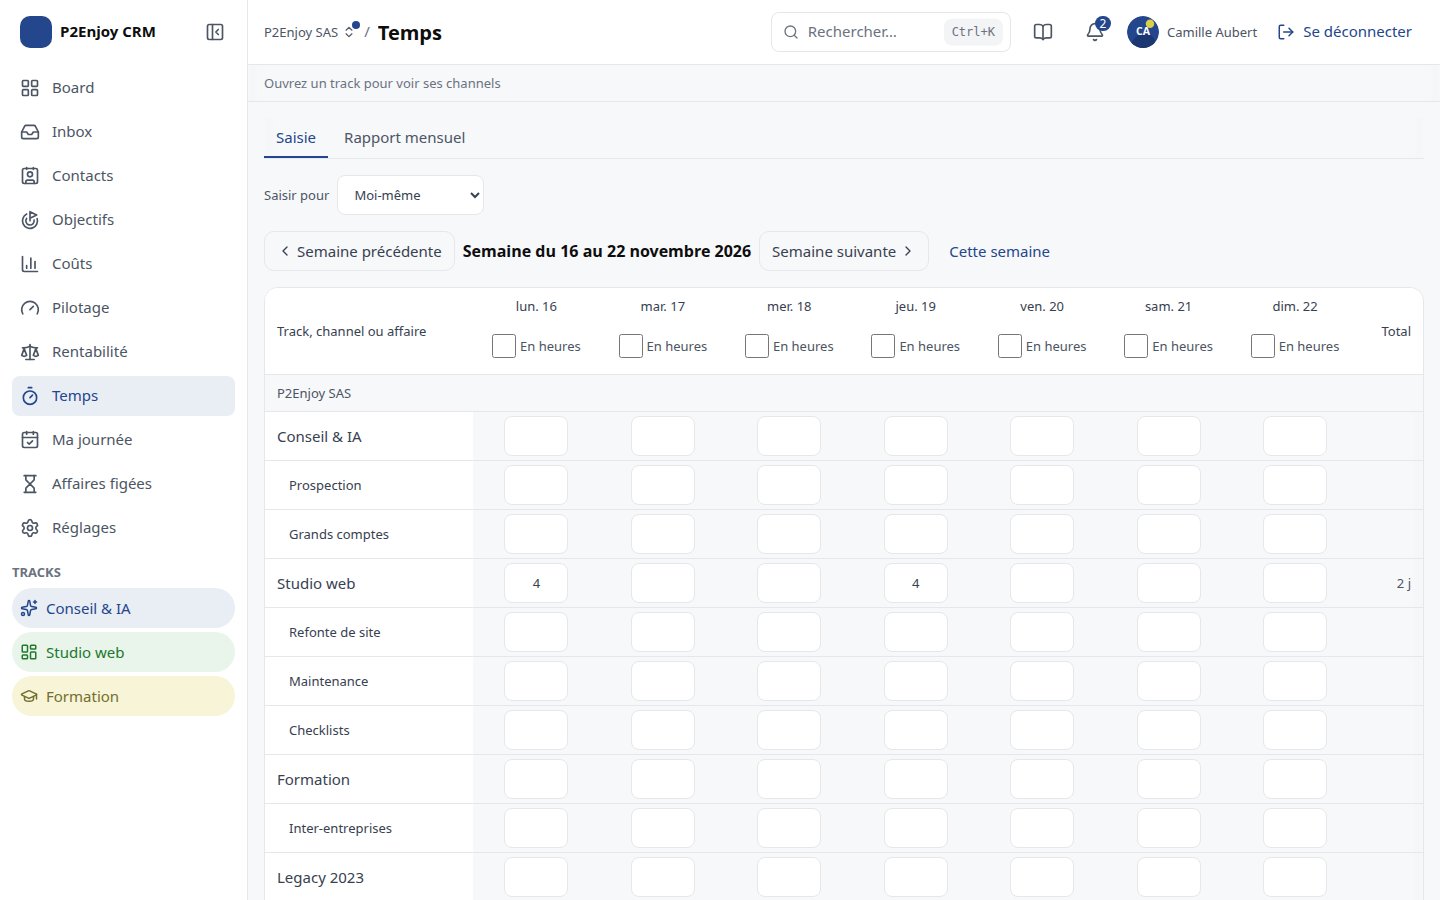 P2Enjoy CRM
Board
Inbox
Contacts
Objectifs
Coûts
Pilotage
Rentabilité
Temps
Ma journée
Affaires figées
Réglages
TRACKS
Conseil & IA
Studio web
Formation
P2Enjoy SAS / Temps
Rechercher... Ctrl+K
2
CA Camille Aubert
Se déconnecter
Ouvrez un track pour voir ses channels
Saisie Rapport mensuel
Saisir pour Moi-même
Semaine précédente Semaine du 16 au 22 novembre 2026 Semaine suivante Cette semaine
Track, channel ou affaire lun. 16 mar. 17 mer. 18 jeu. 19 ven. 20 sam. 21 dim. 22 Total
En heures En heures En heures En heures En heures En heures En heures
P2Enjoy SAS
Conseil & IA
Prospection
Grands comptes
Studio web 4 4 2 j
Refonte de site
Maintenance
Checklists
Formation
Inter-entreprises
Legacy 2023